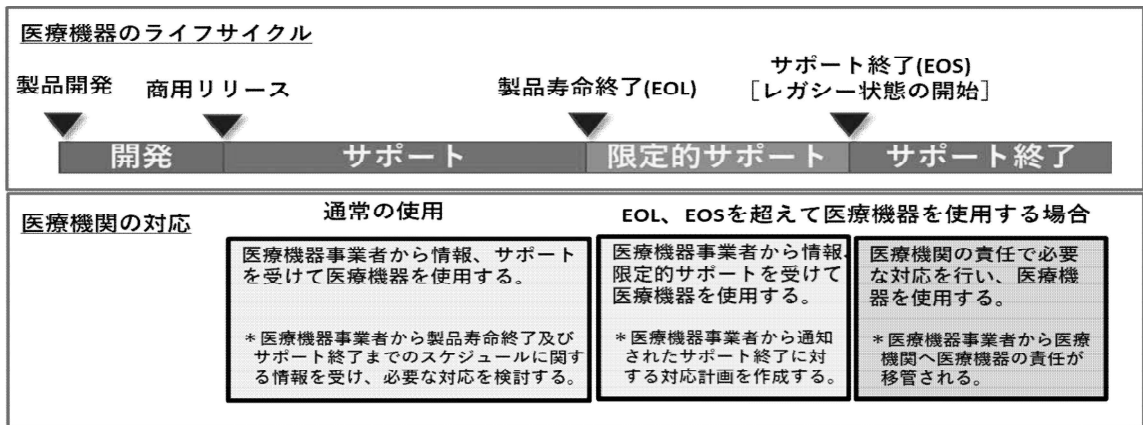 医療機器のライフサイクル
製品開発
商用リリース
製品寿命終了(EOL)
サポート終了(EOS)
[レガシー状態の開始]
開発
サポート
限定的サポート
サポート終了
医療機関の対応
通常の使用
EOL、EOSを超えて医療機器を使用する場合
医療機器事業者から情報、サポート
を受けて医療機器を使用する。
*医療機器事業者から製品寿命終了及び
サポート終了までのスケジュールに関す
る情報を受け、必要な対応を検討する。
医療機器事業者から情報、
限定的サポートを受けて
医療機器を使用する。
*医療機器事業者から通知
されたサポート終了に対
する対応計画を作成する。
医療機関の責任で必要
な対応を行い、医療機
器を使用する。
*医療機器事業者から医療
機関へ医療機器の責任が
移管される。